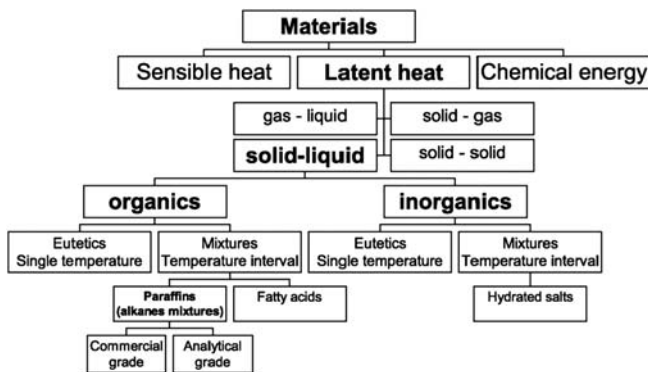 Materials
Sensible heat
Latent heat
Chemical energy
gas - liquid
solid - gas
solid-liquid
solid - solid
organics
inorganics
Eutetics
Single temperature
Mixtures
Temperature interval
Eutetics
Single temperature
Mixtures
Temperature interval
Paraffins
(alkanes mixtures)
Fatty acids
Hydrated salts
Commercial
grade
Analytical
grade